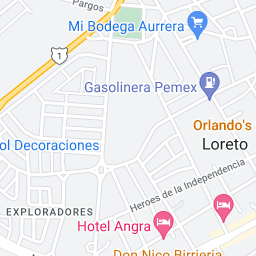 Pargos
Mi Bodega Aurrera
1
Gasolinera Pemex
Orlando's
ol Decoraciones
Loreto
Heroes de la Independencia
EXPLORADORES
Hotel Angra
Don Nico Birrieria